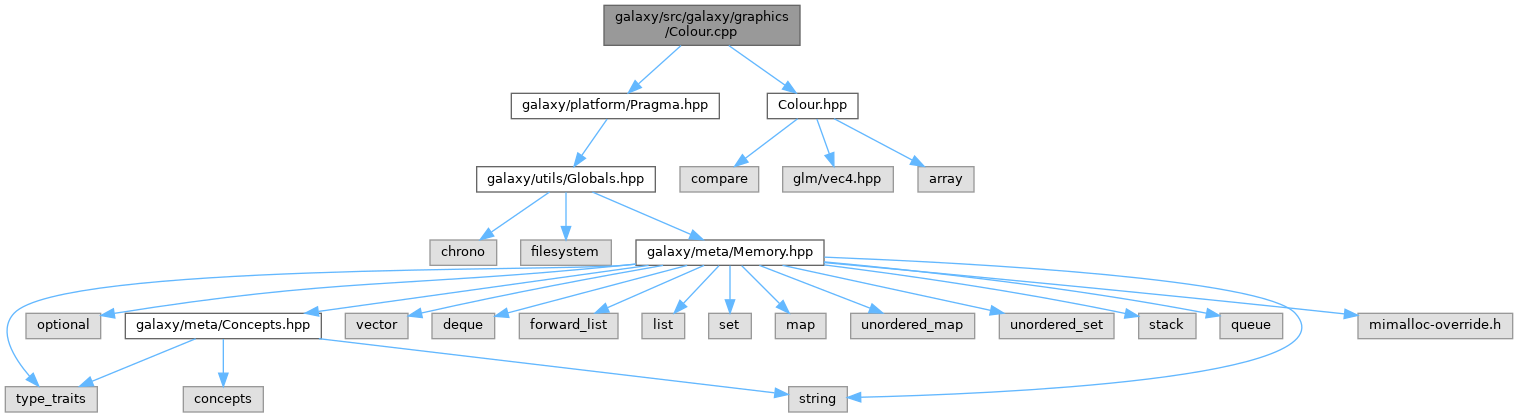 galaxy/src/galaxy/graphics
/Colour.cpp
galaxy/platform/Pragma.hpp
Colour.hpp
galaxy/utils/Globals.hpp
compare
glm/vec4.hpp
array
chrono
filesystem
galaxy/meta/Memory.hpp
optional
galaxy/meta/Concepts.hpp
vector
deque
forward_list
list
set
map
unordered_map
unordered_set
stack
queue
mimalloc-override.h
type_traits
concepts
string